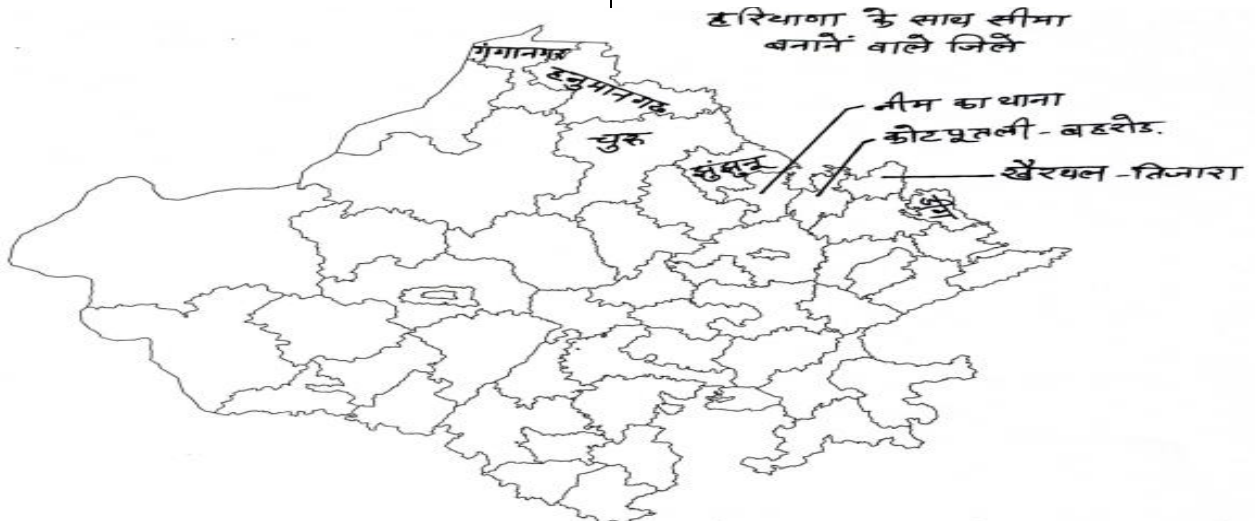 हरियाणा के साथ सीमा
बनानें वाले जिले
गंगानगर
हनुमानगढ
चुरू
झुंझुनू
नीम का थाना
कोटपूतली - बहरोड.
खैरथल - तिजारा
डीग